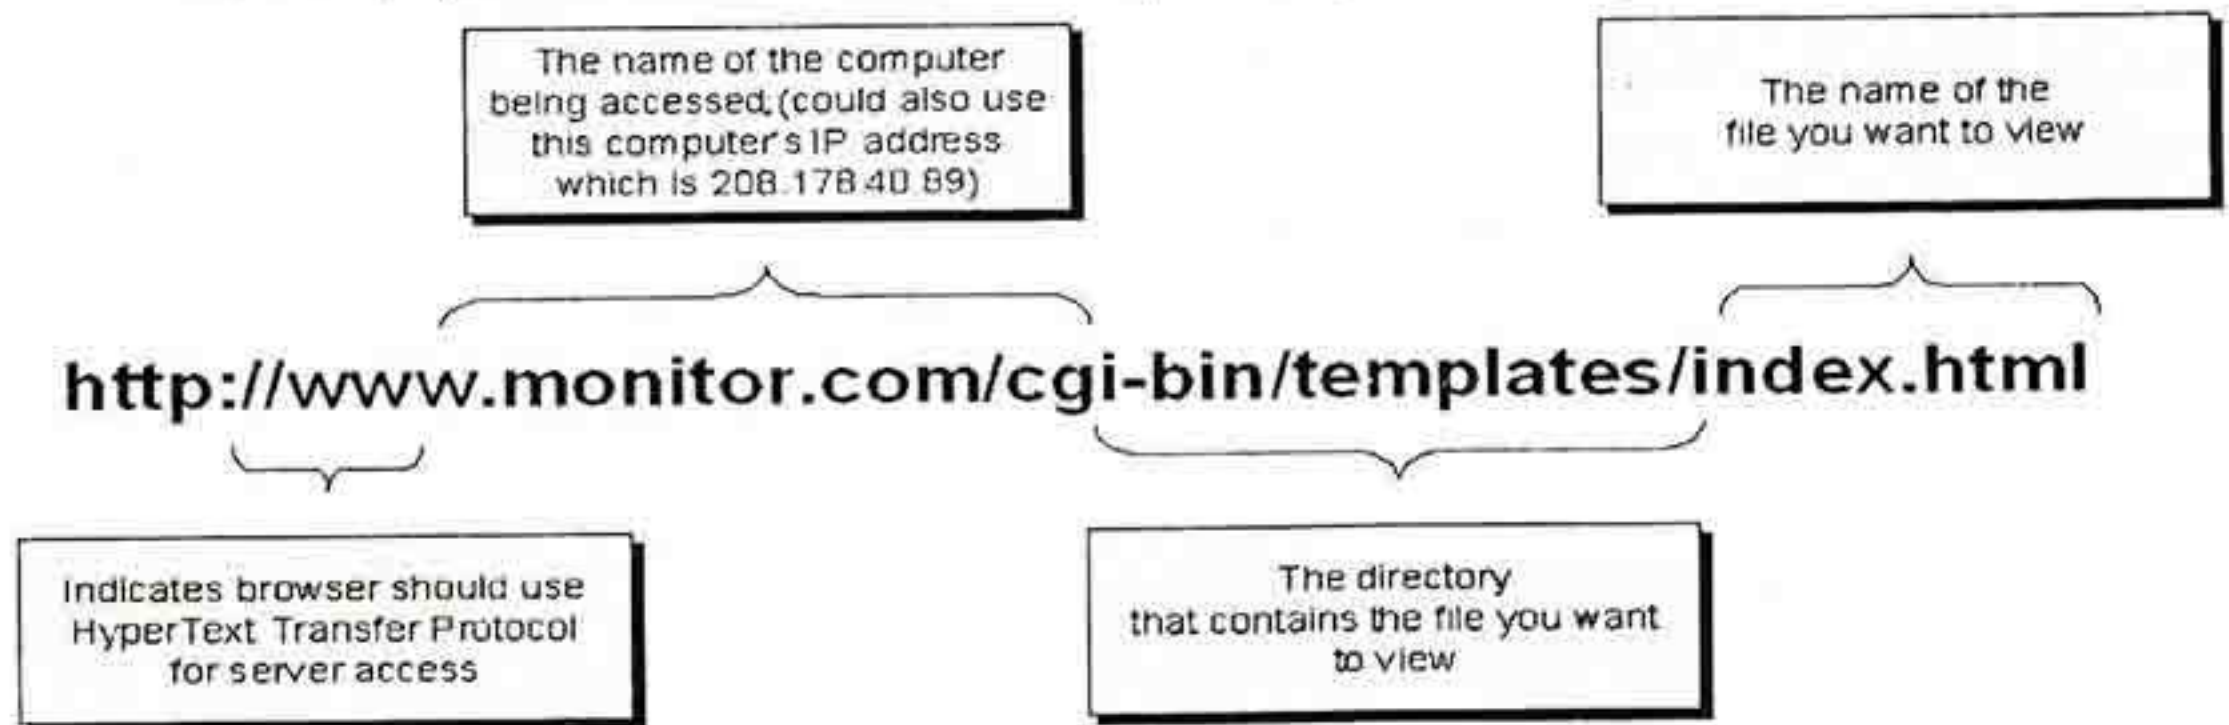 The name of the computer
being accessed, (could also use
this computer's IP address
which is 208.178.40.89)
The name of the
file you want to view
http://www.monitor.com/cgi-bin/templates/index.html
Indicates browser should use
HyperText Transfer Protocol
for server access
The directory
that contains the file you want
to view